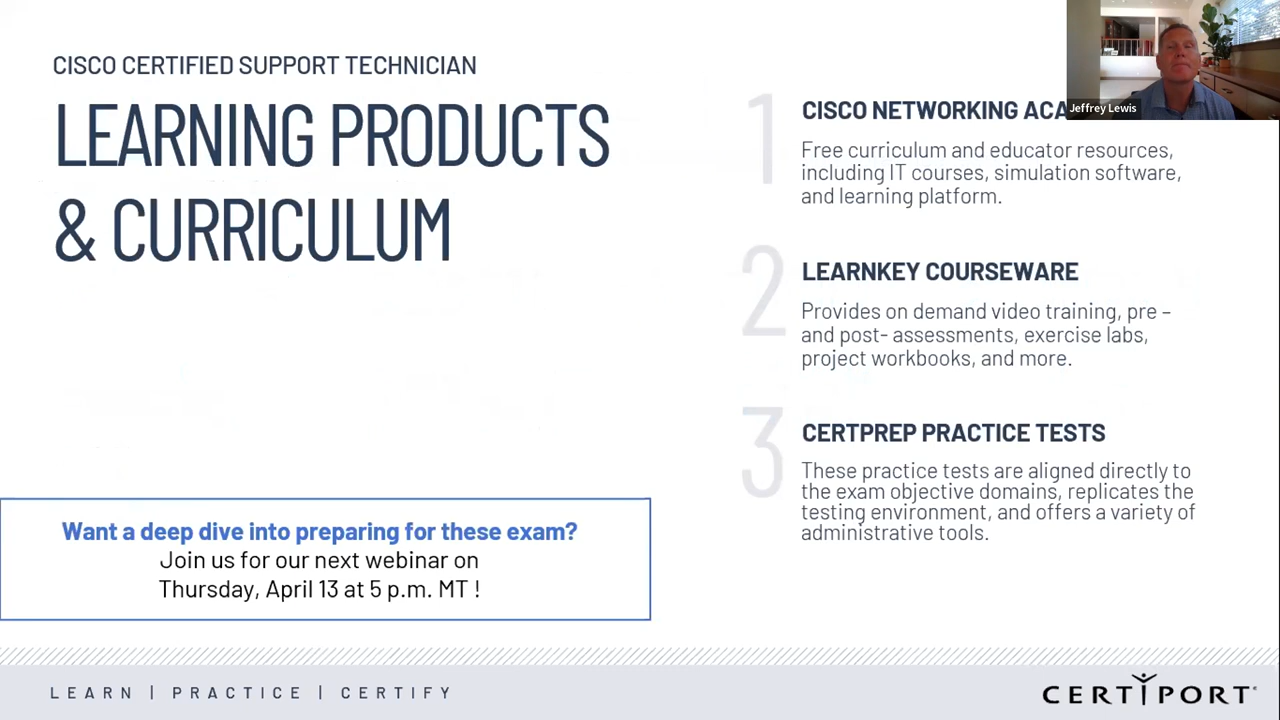 CISCO CERTIFIED SUPPORT TECHNICIAN
LEARNING PRODUCTS
& CURRICULUM
Want a deep dive into preparing for these exam?
Join us for our next webinar on
Thursday, April 13 at 5 p.m. MT !
1
CISCO NETWORKING
Free curriculum and educator resources,
including IT courses, simulation software,
and learning platform.
2
LEARNKEY COURSEWARE
Provides on demand video training, pre –
and post- assessments, exercise labs,
project workbooks, and more.
3
CERTPREP PRACTICE TESTS
These practice tests are aligned directly to
the exam objective domains, replicates the
testing environment, and offers a variety of
administrative tools.
Jeffrey Lewis
LEARN | PRACTICE | CERTIFY
CERTIPORT